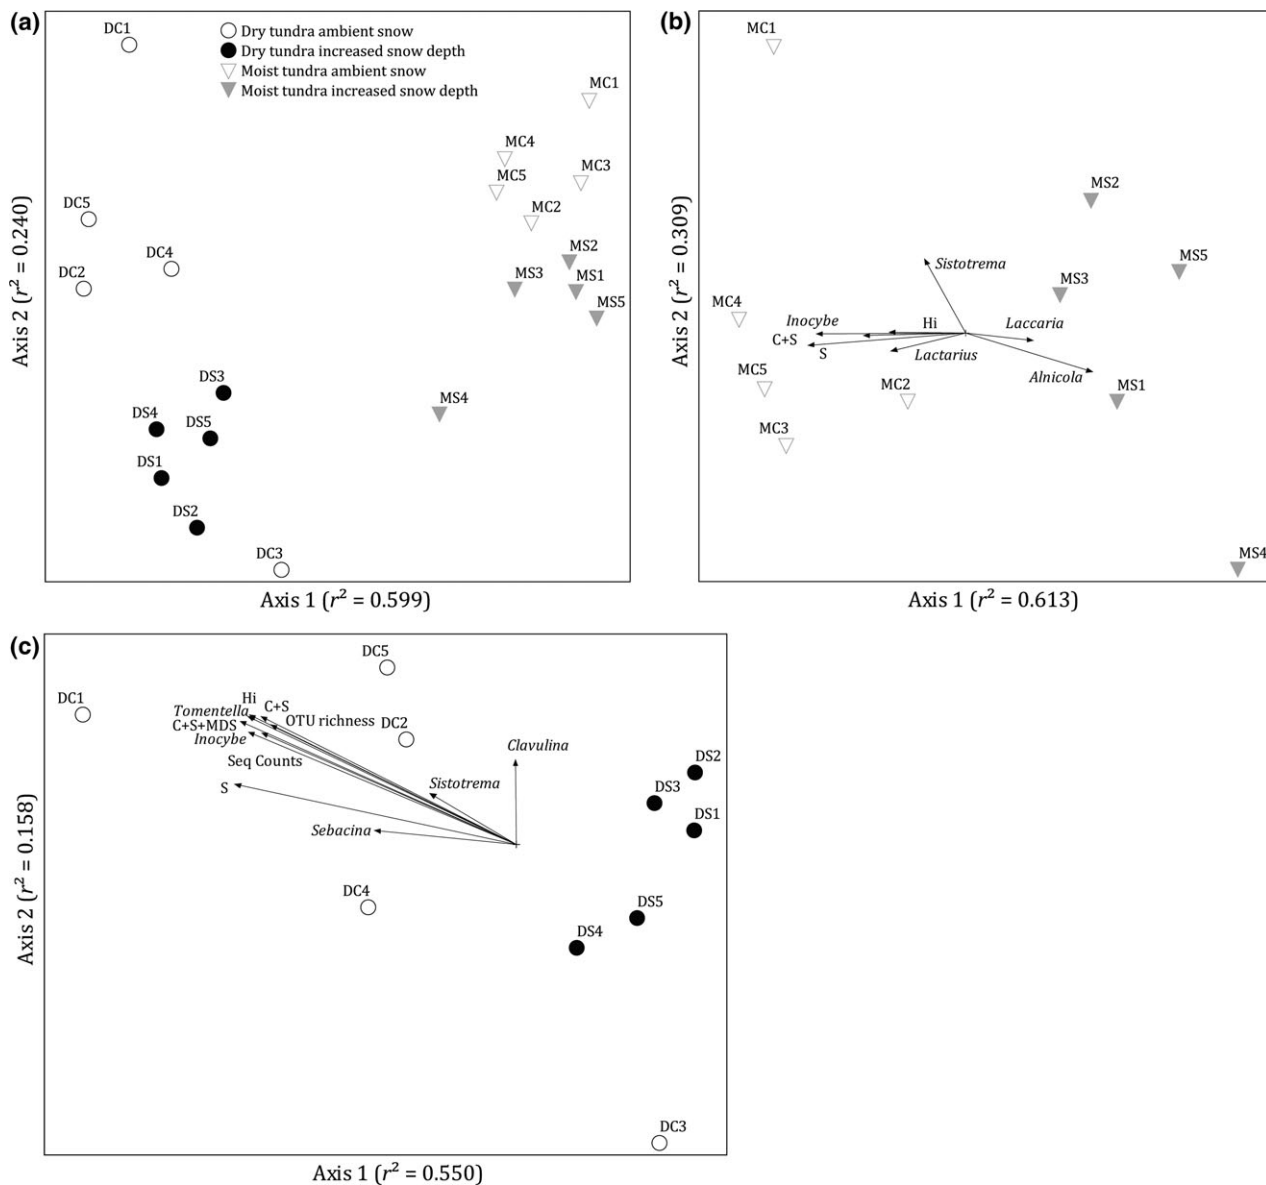 (a)
DC1
Dry tundra ambient snow
Dry tundra increased snow depth
Moist tundra ambient snow
Moist tundra increased snow depth
MC1
MC4
MC3
MC5
MC2
DC5
DC4
DC2
MS2
MS3
MS1
MS5
DS3
MS4
DS4
DS5
DS1
DS2
DC3
Axis 2 (r² = 0.240)
Axis 1 (r² = 0.599)
(b)
MC1
MS2
MS5
Sistotrema
MS3
MC4
Inocybe
Hi
Laccaria
C+S
S
Lactarius
Alnicola
MC5
MC2
MS1
MC3
MS4
Axis 2 (r² = 0.309)
Axis 1 (r² = 0.613)
(c)
DC5
DC1
Hi
C+S
Tomentella
OTU richness
C+S+MDS
DC2
Inocybe
Clavulina
Seq Counts
DS2
Sistotrema
S
DS3
DS1
Sebacina
DC4
DS5
DS4
DC3
Axis 2 (r² = 0.158)
Axis 1 (r² = 0.550)